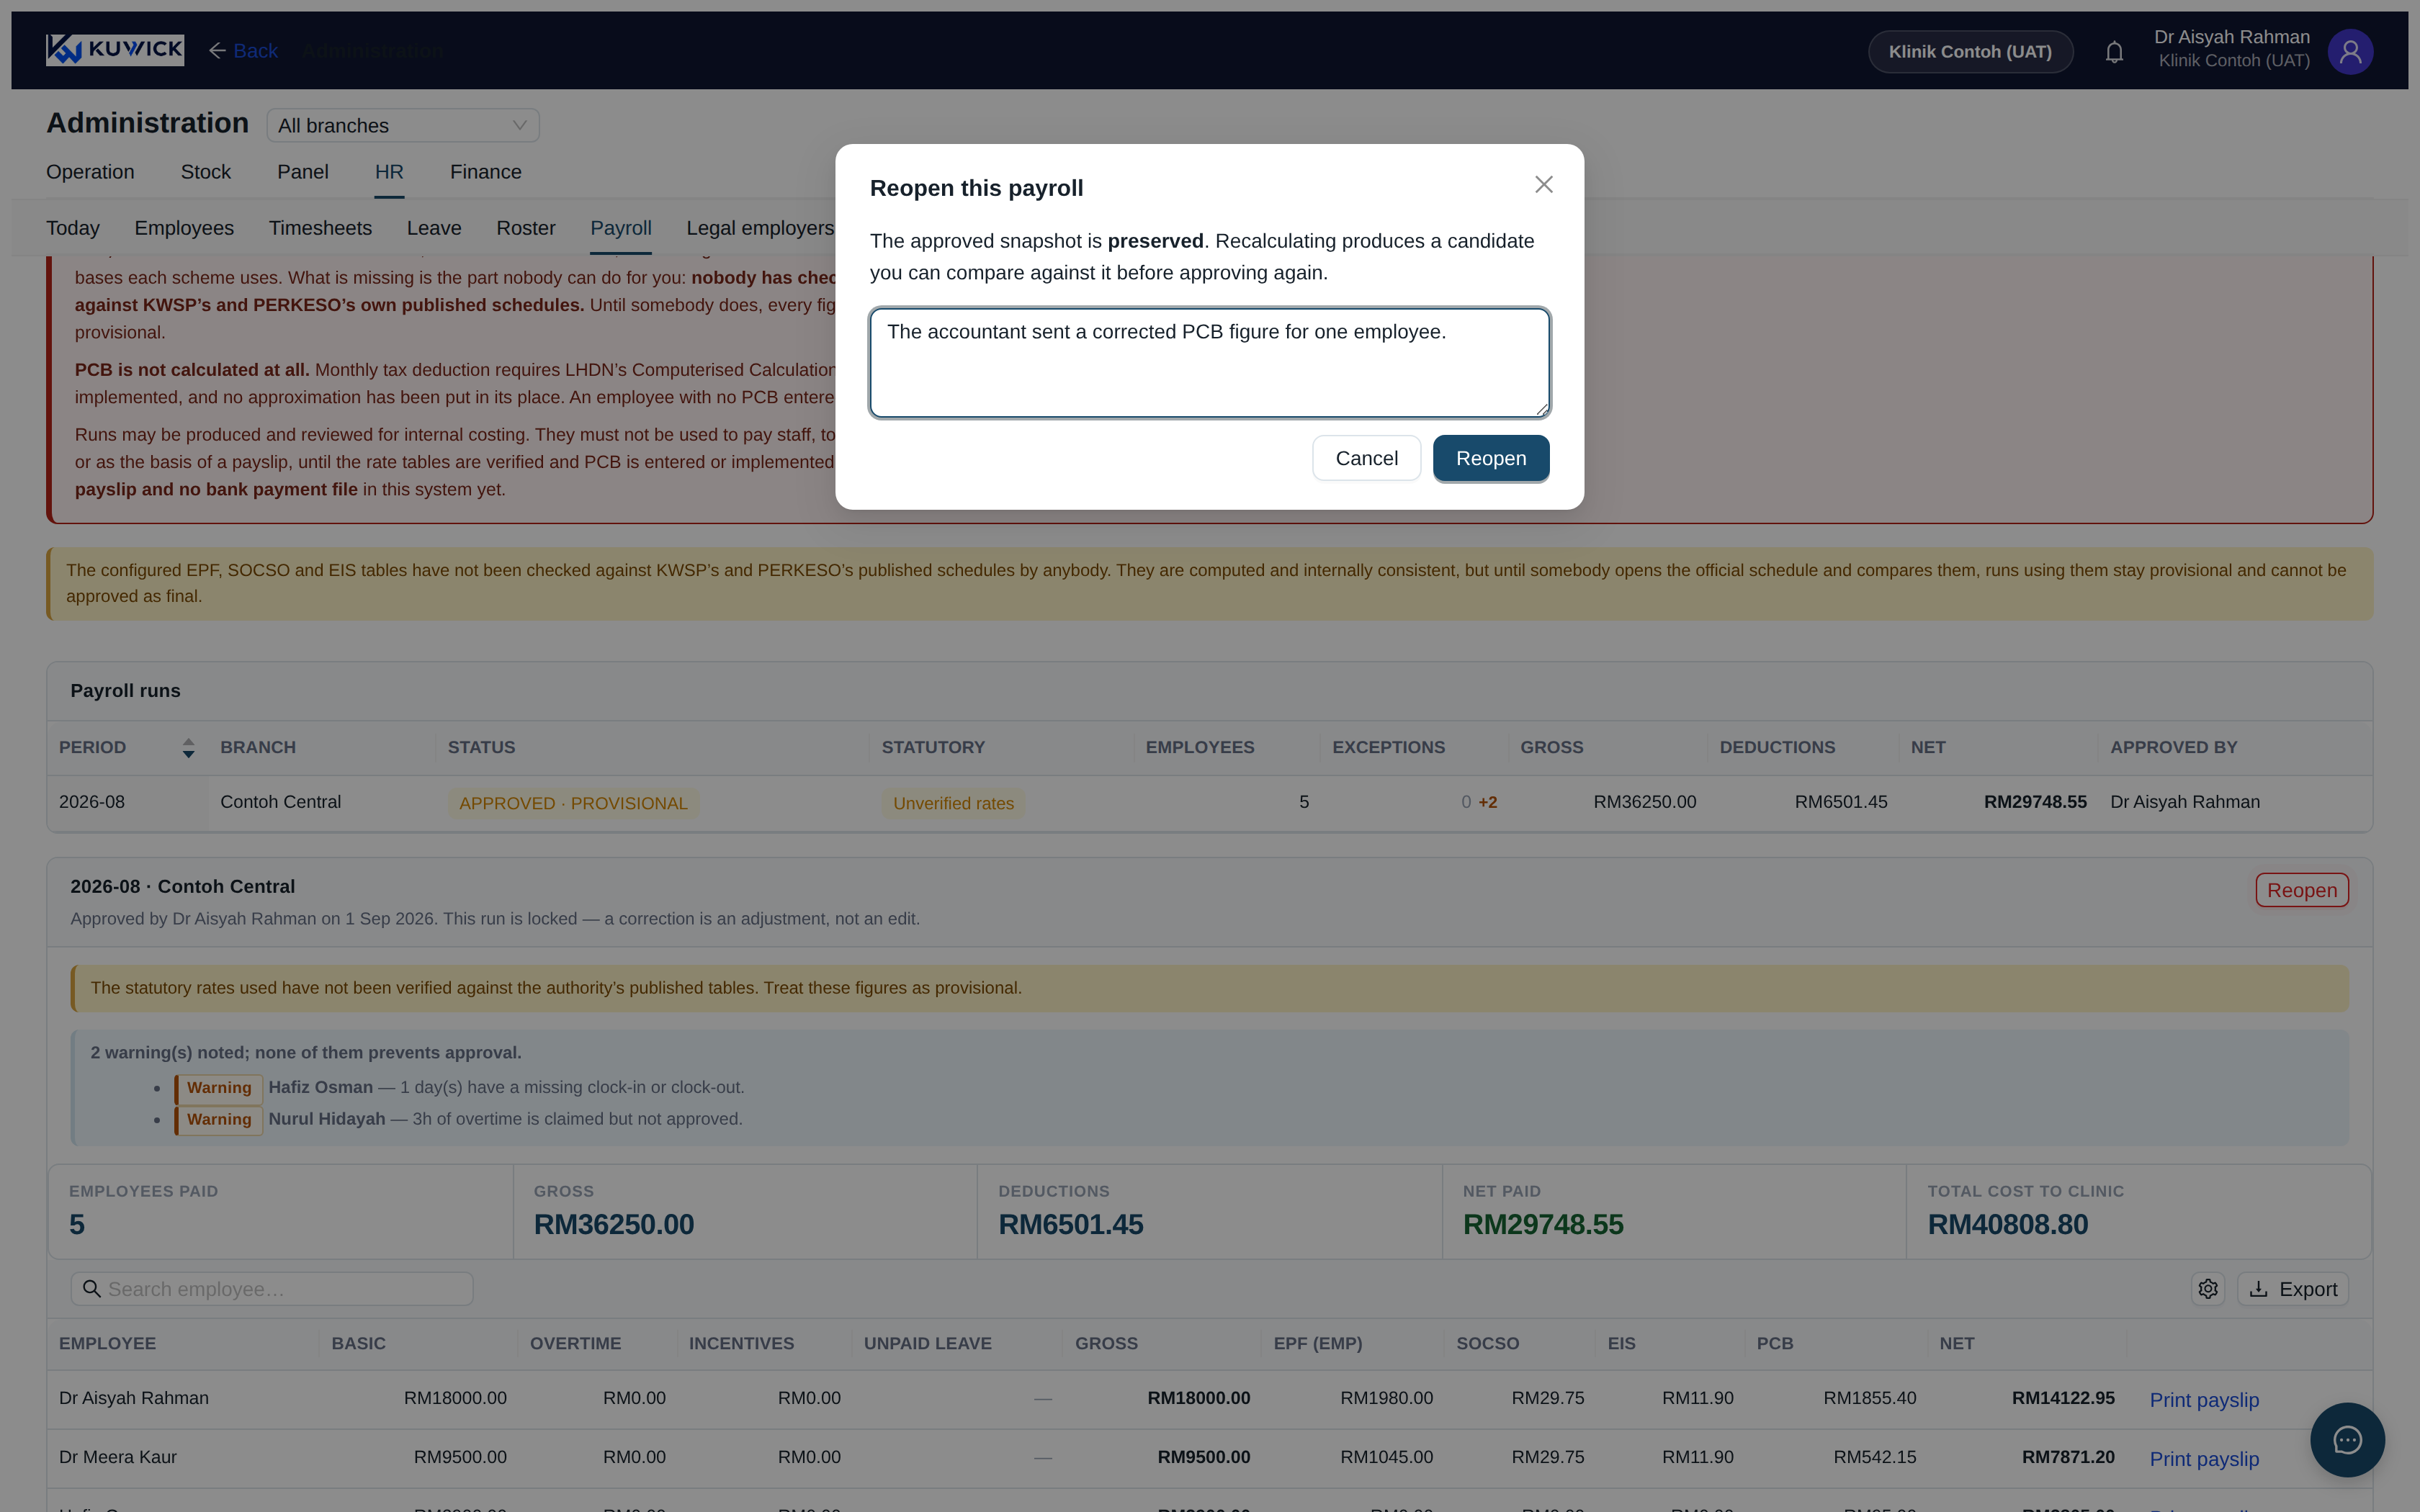 KUWICK
Back
Administration
Klinik Contoh (UAT)
Dr Aisyah Rahman
Klinik Contoh (UAT)
Administration
All branches
Operation
Stock
Panel
HR
Finance
Today
Employees
Timesheets
Leave
Roster
Payroll
Legal employers
bases each scheme uses. What is missing is the part nobody can do for you: nobody has
against KWSP’s and PERKESO’s own published schedules. Until somebody does, every
provisional.
PCB is not calculated at all. Monthly tax deduction requires LHDN’s Computerised Calculation
implemented, and no approximation has been put in its place. An employee with no PCB
Runs may be produced and reviewed for internal costing. They must not be used to pay staff, to
or as the basis of a payslip, until the rate tables are verified and PCB is entered or implemented
payslip and no bank payment file in this system yet.
Reopen this payroll
The approved snapshot is preserved. Recalculating produces a candidate
you can compare against it before approving again.
The accountant sent a corrected PCB figure for one employee.
Cancel
Reopen
The configured EPF, SOCSO and EIS tables have not been checked against KWSP’s and PERKESO’s published schedules by anybody. They are computed and internally consistent, but until somebody opens the official schedule and compares them, runs using them stay provisional and cannot be
approved as final.
Payroll runs
PERIOD BRANCH STATUS STATUTORY EMPLOYEES EXCEPTIONS GROSS DEDUCTIONS NET APPROVED BY
2026-08 Contoh Central APPROVED · PROVISIONAL Unverified rates 5 0 +2 RM36250.00 RM6501.45 RM29748.55 Dr Aisyah Rahman
2026-08 · Contoh Central
Reopen
Approved by Dr Aisyah Rahman on 1 Sep 2026. This run is locked — a correction is an adjustment, not an edit.
The statutory rates used have not been verified against the authority’s published tables. Treat these figures as provisional.
2 warning(s) noted; none of them prevents approval.
Warning Hafiz Osman — 1 day(s) have a missing clock-in or clock-out.
Warning Nurul Hidayah — 3h of overtime is claimed but not approved.
EMPLOYEES PAID GROSS DEDUCTIONS NET PAID TOTAL COST TO CLINIC
5 RM36250.00 RM6501.45 RM29748.55 RM40808.80
Search employee…
Export
EMPLOYEE BASIC OVERTIME INCENTIVES UNPAID LEAVE GROSS EPF (EMP) SOCSO EIS PCB NET
Dr Aisyah Rahman RM18000.00 RM0.00 RM0.00 — RM18000.00 RM1980.00 RM29.75 RM11.90 RM1855.40 RM14122.95 Print payslip
Dr Meera Kaur RM9500.00 RM0.00 RM0.00 — RM9500.00 RM1045.00 RM29.75 RM11.90 RM542.15 RM7871.20 Print payslip